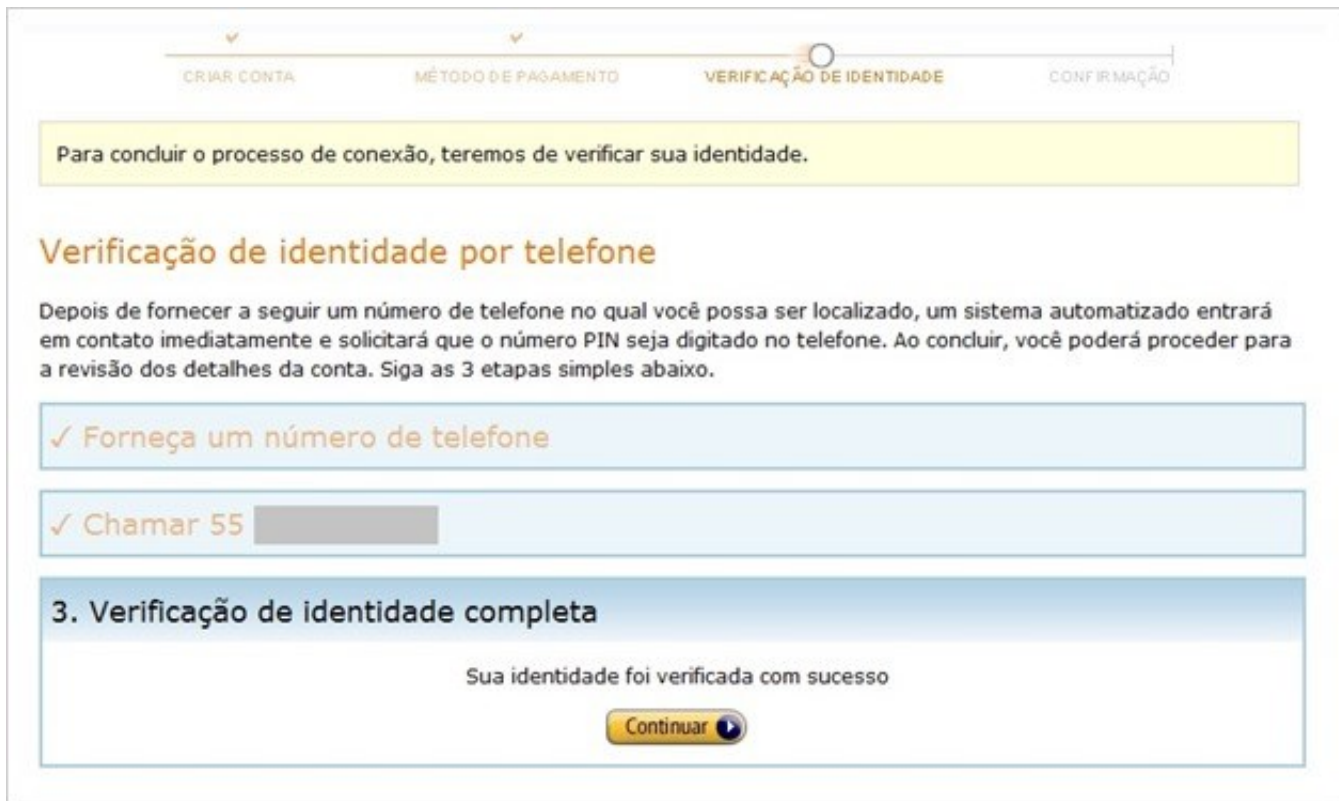 CRIAR CONTA
MÉTODO DE PAGAMENTO
VERIFICAÇÃO DE IDENTIDADE
CONFIRMAÇÃO
Para concluir o processo de conexão, teremos de verificar sua identidade.
Verificação de identidade por telefone
Depois de fornecer a seguir um número de telefone no qual você possa ser localizado, um sistema automatizado entrará
em contato imediatamente e solicitará que o número PIN seja digitado no telefone. Ao concluir, você poderá proceder para
a revisão dos detalhes da conta. Siga as 3 etapas simples abaixo.
✓ Forneça um número de telefone
✓ Chamar 55
3. Verificação de identidade completa
Sua identidade foi verificada com sucesso
Continuar